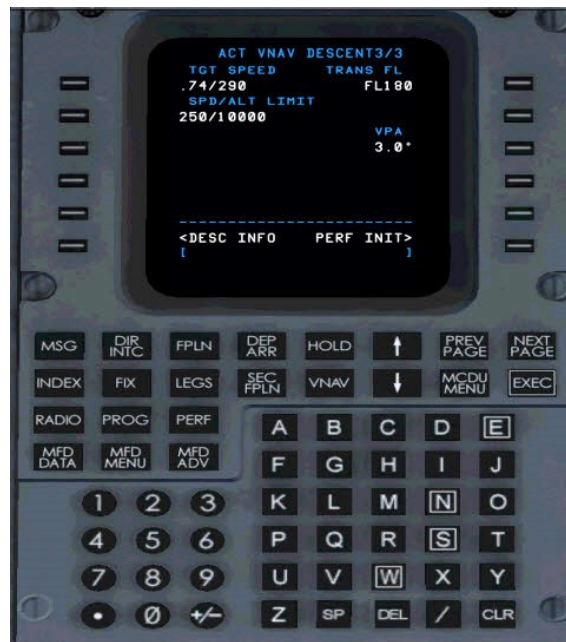 ACT VNAV DESCENT3/3
TGT SPEED TRANS FL
.74/290 FL180
SPD/ALT LIMIT
250/10000
VPA
3.0°
------------------------
<DESC INFO PERF INIT>
[ ]
MSG DIR INTC FPLN DEP ARR HOLD ↑ PREV PAGE NEXT PAGE
INDEX FIX LEGS SEC FPLN VNAV ↓ MCDU MENU EXEC
RADIO PROG PERF
MFD DATA MFD MENU MFD ADV
A B C D E
F G H I J
1 2 3 K L M N O
4 5 6 P Q R S T
7 8 9 U V W X Y
. 0 +/- Z SP DEL / CLR